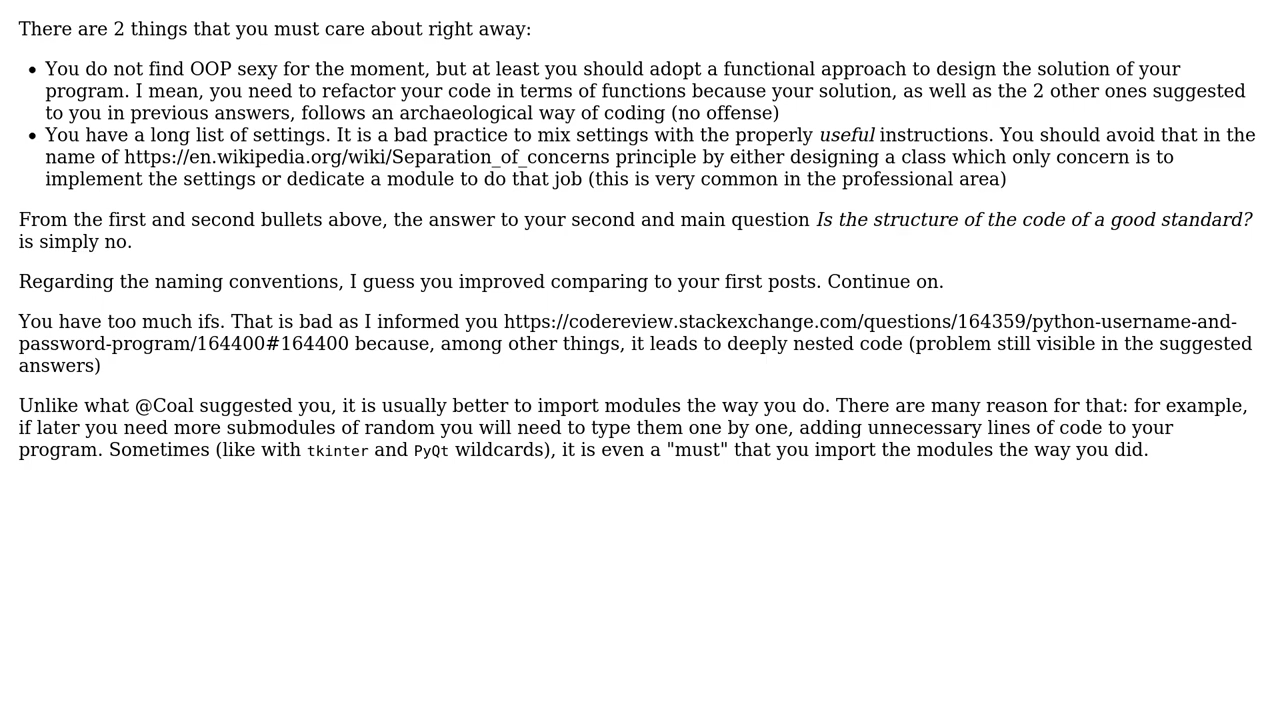 There are 2 things that you must care about right away:
• You do not find OOP sexy for the moment, but at least you should adopt a functional approach to design the solution of your
program. I mean, you need to refactor your code in terms of functions because your solution, as well as the 2 other ones suggested
to you in previous answers, follows an archaeological way of coding (no offense)
• You have a long list of settings. It is a bad practice to mix settings with the properly useful instructions. You should avoid that in the
name of https://en.wikipedia.org/wiki/Separation_of_concerns principle by either designing a class which only concern is to
implement the settings or dedicate a module to do that job (this is very common in the professional area)
From the first and second bullets above, the answer to your second and main question Is the structure of the code of a good standard?
is simply no.
Regarding the naming conventions, I guess you improved comparing to your first posts. Continue on.
You have too much ifs. That is bad as I informed you https://codereview.stackexchange.com/questions/164359/python-username-and-
password-program/164400#164400 because, among other things, it leads to deeply nested code (problem still visible in the suggested
answers)
Unlike what @Coal suggested you, it is usually better to import modules the way you do. There are many reason for that: for example,
if later you need more submodules of random you will need to type them one by one, adding unnecessary lines of code to your
program. Sometimes (like with tkinter and PyQt wildcards), it is even a "must" that you import the modules the way you did.